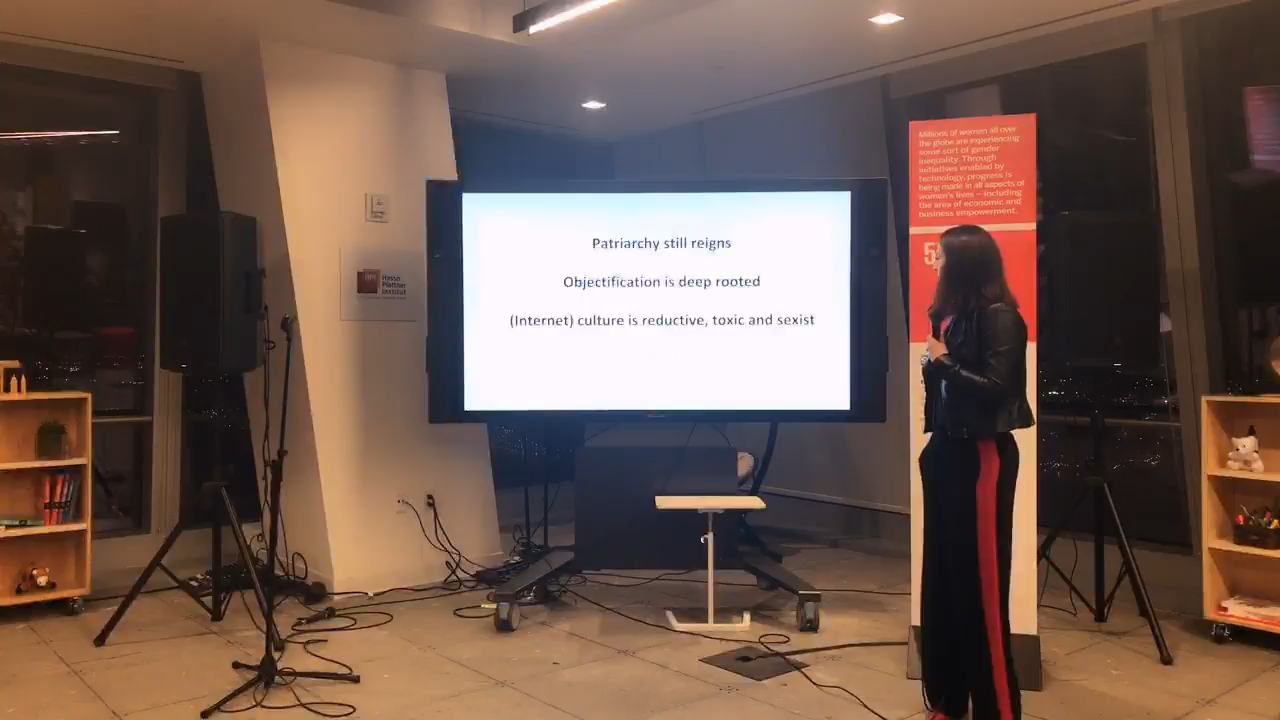 Patriarchy still reigns
Objectification is deep rooted
(Internet) culture is reductive, toxic and sexist
Hasso
Plattner
Institut
Millions of women all over
the globe are experiencing
some sort of gender
inequality. Through
initiatives enabled by
technology, progress is
being made in all aspects of
women's lives – including
the area of economic and
business empowerment.